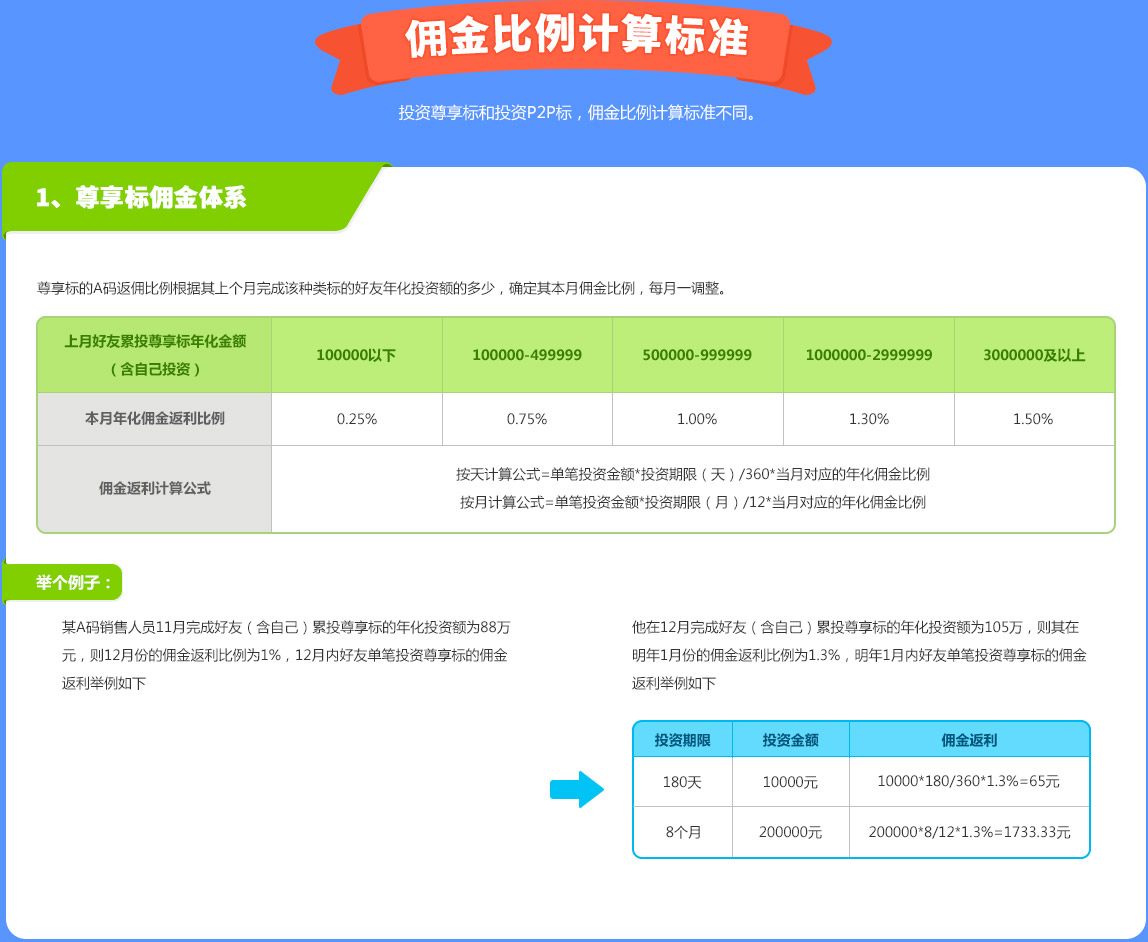 佣金比例计算标准
投资尊享标和投资P2P标，佣金比例计算标准不同。
1、尊享标佣金体系
尊享标的A码返佣比例根据其上个月完成该种类标的好友年化投资额的多少，确定其本月佣金比例，每月一调整。
上月好友累投尊享标年化金额
（含自己投资）
100000以下
100000-499999
500000-999999
1000000-2999999
3000000及以上
本月年化佣金返利比例
0.25%
0.75%
1.00%
1.30%
1.50%
佣金返利计算公式
按天计算公式=单笔投资金额*投资期限（天）/360*当月对应的年化佣金比例
按月计算公式=单笔投资金额*投资期限（月）/12*当月对应的年化佣金比例
举个例子：
某A码销售人员11月完成好友（含自己）累投尊享标的年化投资额为88万
元，则12月份的佣金返利比例为1%，12月内好友单笔投资尊享标的佣金
返利举例如下
他在12月完成好友（含自己）累投尊享标的年化投资额为105万，则其在
明年1月份的佣金返利比例为1.3%，明年1月内好友单笔投资尊享标的佣金
返利举例如下
投资期限
投资金额
佣金返利
180天
10000元
10000*180/360*1.3%=65元
8个月
200000元
200000*8/12*1.3%=1733.33元